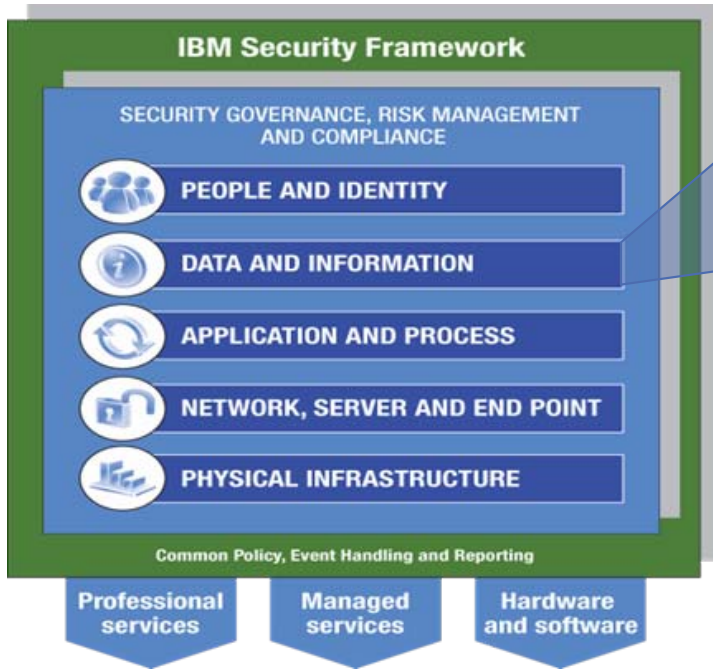 IBM Security Framework
SECURITY GOVERNANCE, RISK MANAGEMENT
AND COMPLIANCE
PEOPLE AND IDENTITY
DATA AND INFORMATION
APPLICATION AND PROCESS
NETWORK, SERVER AND END POINT
PHYSICAL INFRASTRUCTURE
Common Policy, Event Handling and Reporting
Professional
services
Managed
services
Hardware
and software